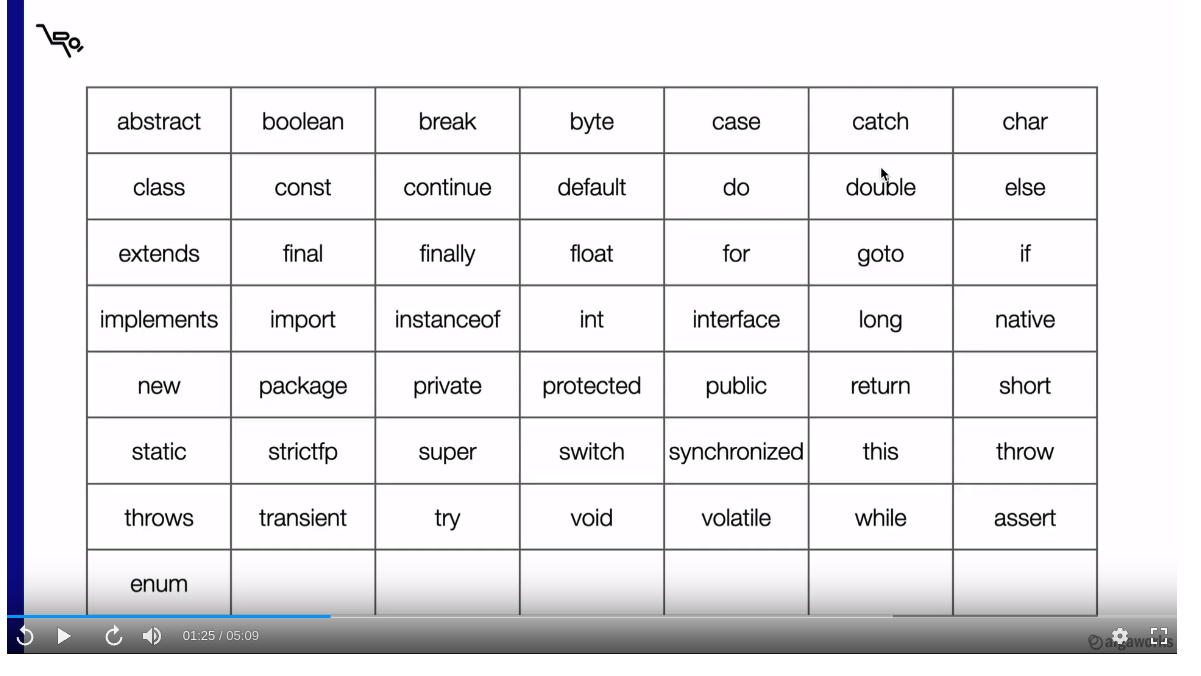 abstract boolean break byte case catch char
class const continue default do double else
extends final finally float for goto if
implements import instanceof int interface long native
new package private protected public return short
static strictfp super switch synchronized this throw
throws transient try void volatile while assert
enum
01:25 / 05:09